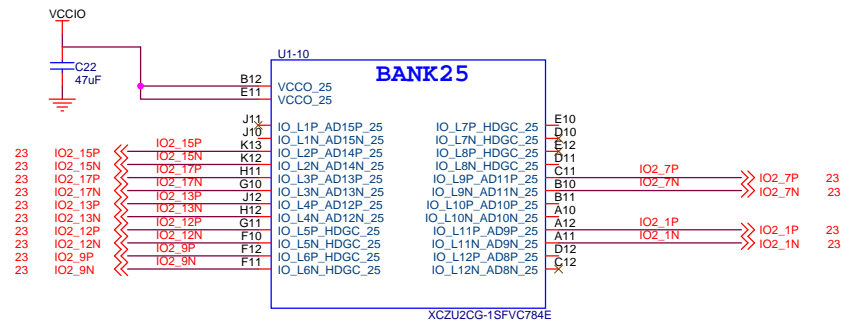 VCCIO
C22
47uF
U1-10
BANK25
B12 VCCO_25
E11 VCCO_25
J11 IO_L1P_AD15P_25 IO_L7P_HDGC_25 E10
J10 IO_L1N_AD15N_25 IO_L7N_HDGC_25 D10
23 IO2_15P IO2_15P K13 IO_L2P_AD14P_25 IO_L8P_HDGC_25 E12
23 IO2_15N IO2_15N K12 IO_L2N_AD14N_25 IO_L8N_HDGC_25 D11
23 IO2_17P IO2_17P H11 IO_L3P_AD13P_25 IO_L9P_AD11P_25 C11 IO2_7P IO2_7P 23
23 IO2_17N IO2_17N G10 IO_L3N_AD13N_25 IO_L9N_AD11N_25 B10 IO2_7N IO2_7N 23
23 IO2_13P IO2_13P J12 IO_L4P_AD12P_25 IO_L10P_AD10P_25 B11
23 IO2_13N IO2_13N H12 IO_L4N_AD12N_25 IO_L10N_AD10N_25 A10
23 IO2_12P IO2_12P G11 IO_L5P_HDGC_25 IO_L11P_AD9P_25 A12 IO2_1P IO2_1P 23
23 IO2_12N IO2_12N F10 IO_L5N_HDGC_25 IO_L11N_AD9N_25 A11 IO2_1N IO2_1N 23
23 IO2_9P IO2_9P F12 IO_L6P_HDGC_25 IO_L12P_AD8P_25 D12
23 IO2_9N IO2_9N F11 IO_L6N_HDGC_25 IO_L12N_AD8N_25 C12
XCZU2CG-1SFVC784E